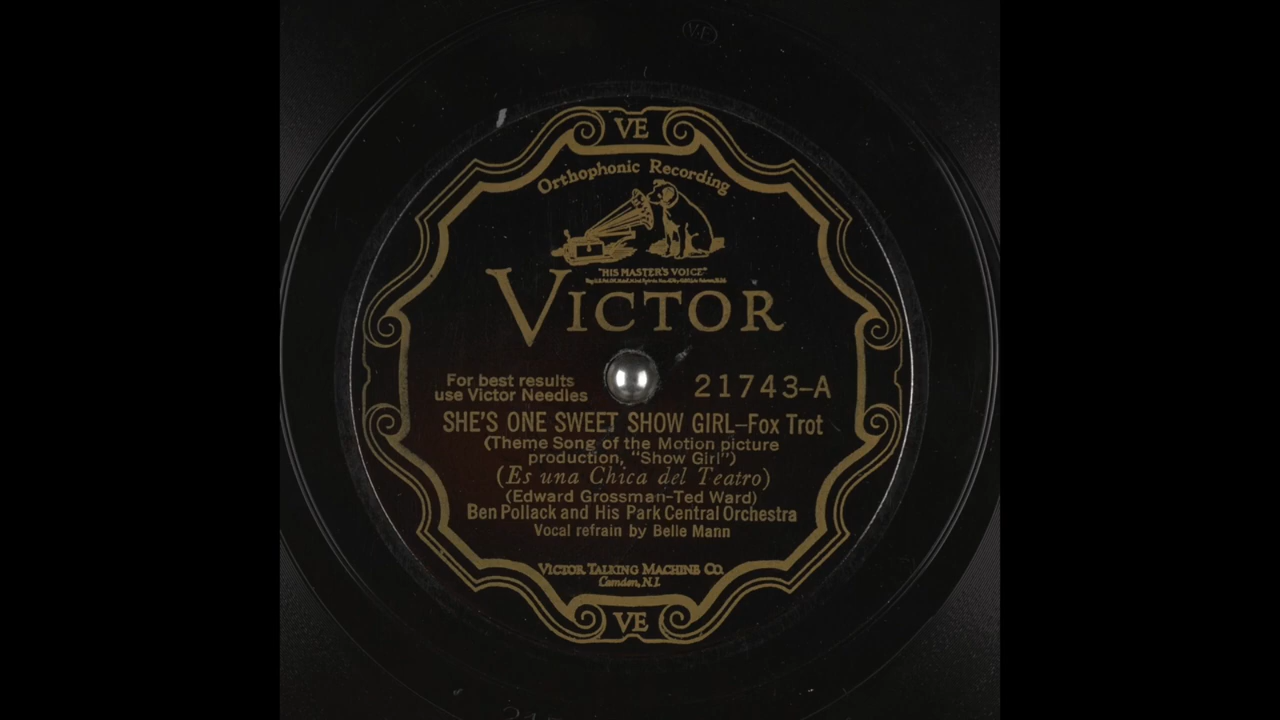 VE
VE
Orthophonic Recording
"HIS MASTER'S VOICE"
VICTOR
For best results
use Victor Needles
21743-A
SHE'S ONE SWEET SHOW GIRL-Fox Trot
(Theme Song of the Motion picture
production, "Show Girl")
(Es una Chica del Teatro)
(Edward Grossman-Ted Ward)
Ben Pollack and His Park Central Orchestra
Vocal refrain by Belle Mann
VICTOR TALKING MACHINE CO.
Camden, N.J.
VE